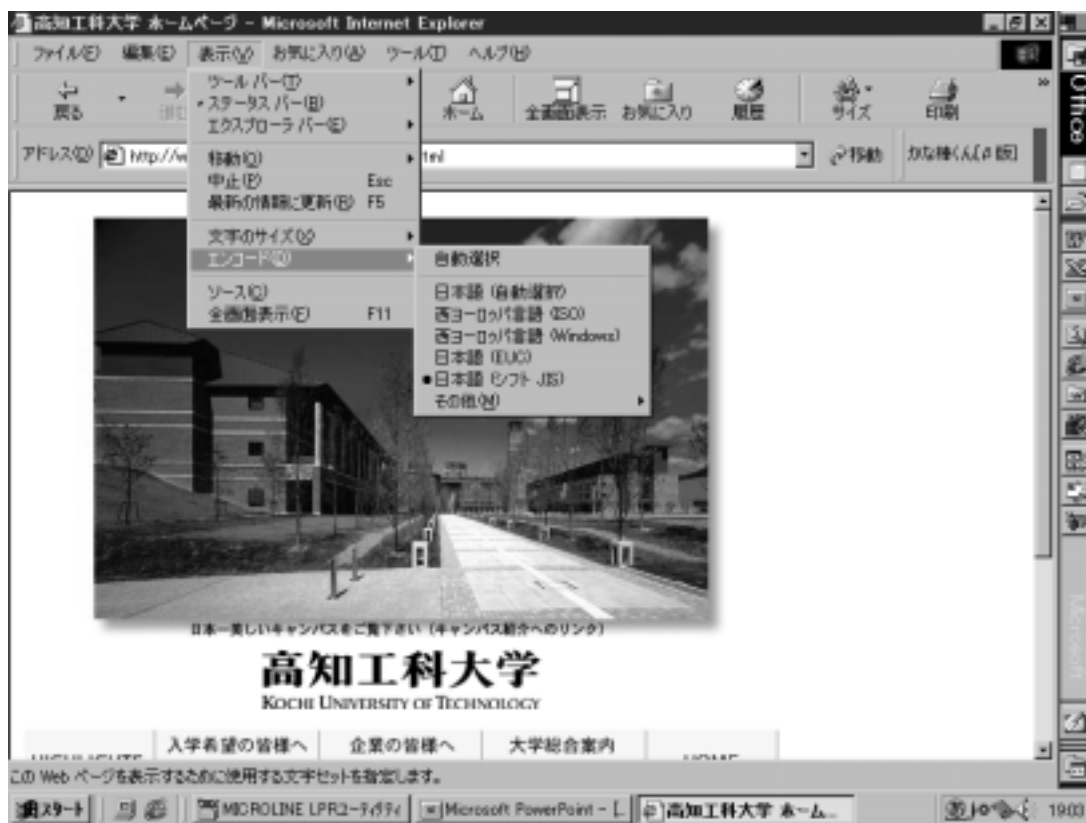 高知工科大学 ホームページ - Microsoft Internet Explorer
ファイル(F) 編集(E) 表示(V) お気に入り(A) ツール(T) ヘルプ(H)
戻る ホーム 全画面表示 お気に入り 履歴 サイズ 印刷 »
アドレス(D) http://w tml 移動 かな棒くん[β版]
ツール バー(T)
ステータス バー(B)
エクスプローラ バー(E)
移動(O)
中止(P) Esc
最新の情報に更新(R) F5
文字のサイズ(X)
エンコード(D)
ソース(C)
全画面表示(F) F11
自動選択
日本語 (自動選択)
西ヨーロッパ言語 (ISO)
西ヨーロッパ言語 (Windows)
日本語 (EUC)
日本語 (シフト JIS)
その他(M)
日本一美しいキャンパスをご覧下さい (キャンパス紹介へのリンク)
高知工科大学
KOCHI UNIVERSITY OF TECHNOLOGY
入学希望の皆様へ 企業の皆様へ 大学総合案内
HIGHLIGHTS HOME
この Web ページを表示するために使用する文字セットを指定します。
スタート MICROLINE LPRユーティリティ Microsoft PowerPoint - [... 高知工科大学 ホーム... 19:03
Office
Microsoft